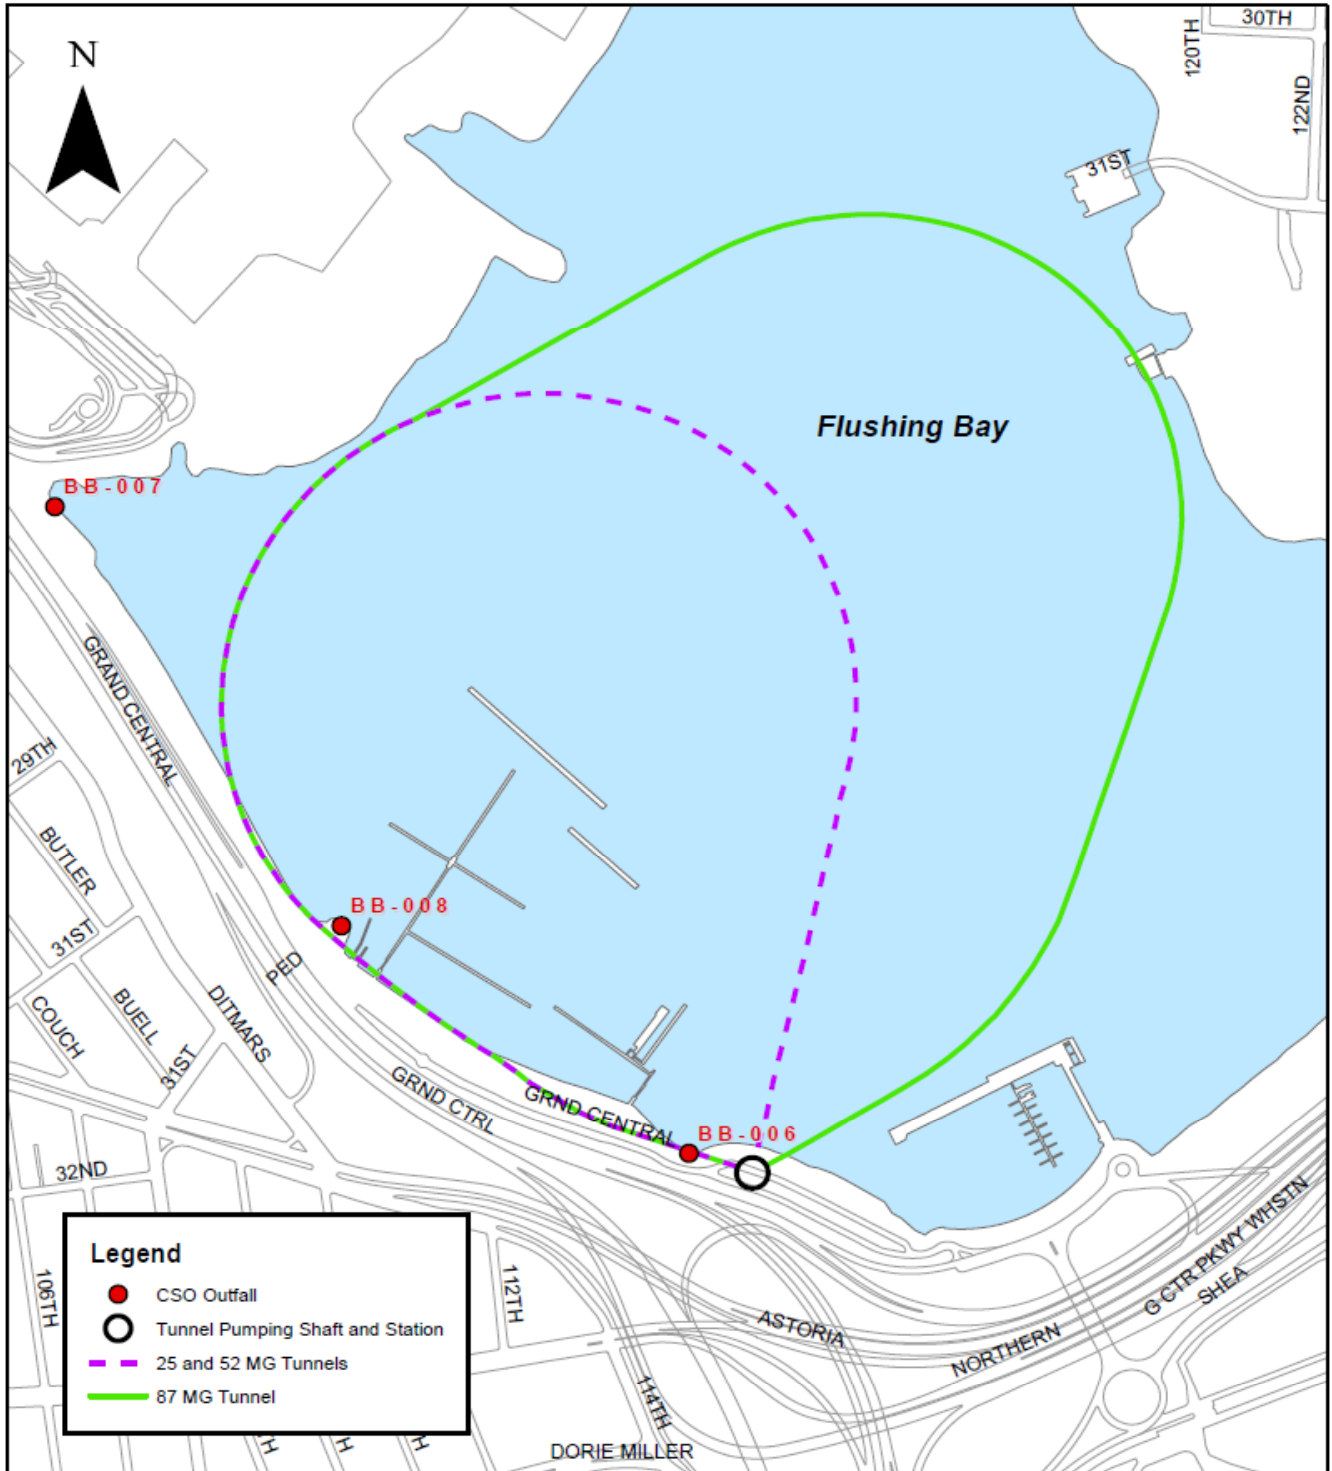 N
30TH
120TH
122ND
31ST
Flushing Bay
BB-007
GRAND CENTRAL
29TH
BUTLER
BB-008
31ST
PED
COUCH
BUELL
DITMARS
31ST
GRND CTRL
GRND CENTRAL
BB-006
32ND
G CTR PKWY WHSTN
SHEA
106TH
112TH
ASTORIA
NORTHERN
114TH
DORIE MILLER
TH
H
H
Legend
CSO Outfall
Tunnel Pumping Shaft and Station
25 and 52 MG Tunnels
87 MG Tunnel